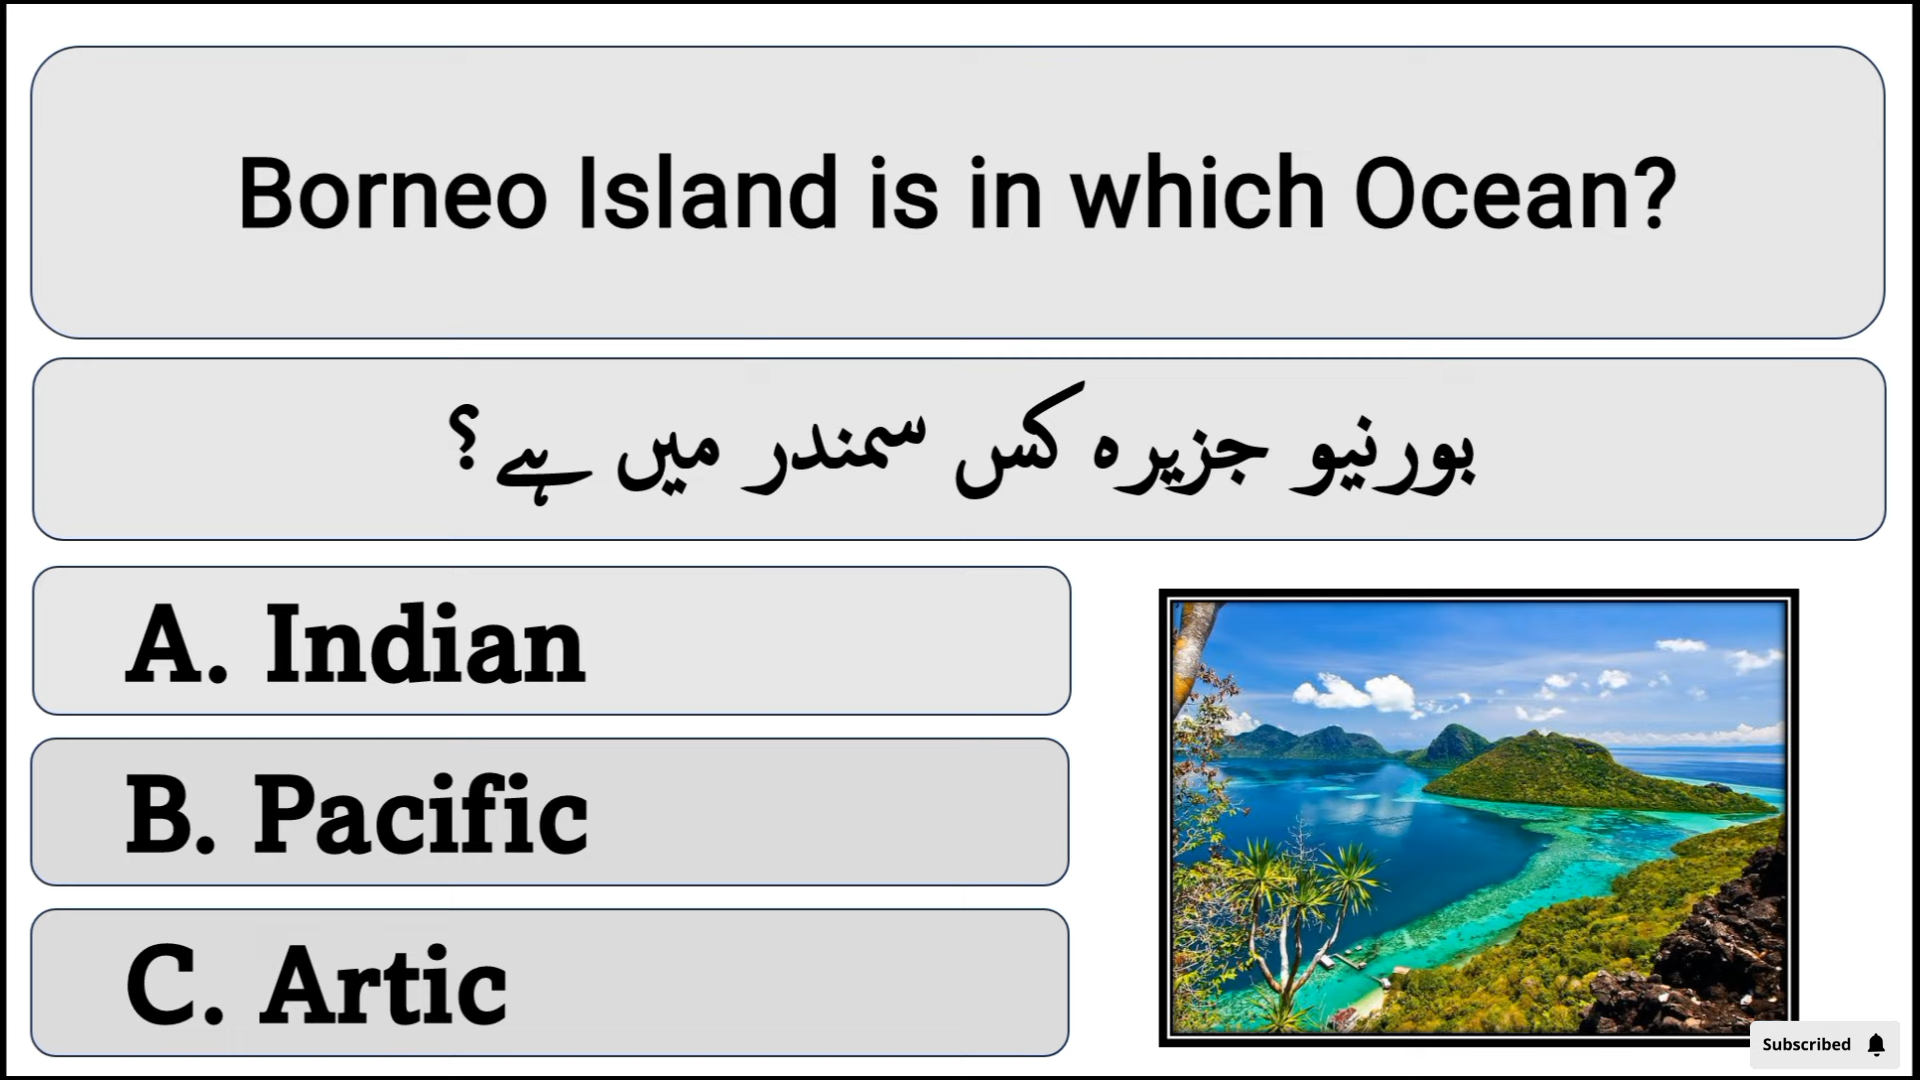 Borneo Island is in which Ocean?
بورنیو جزیرہ کس سمندر میں ہے؟
A. Indian
B. Pacific
C. Artic
Subscribed